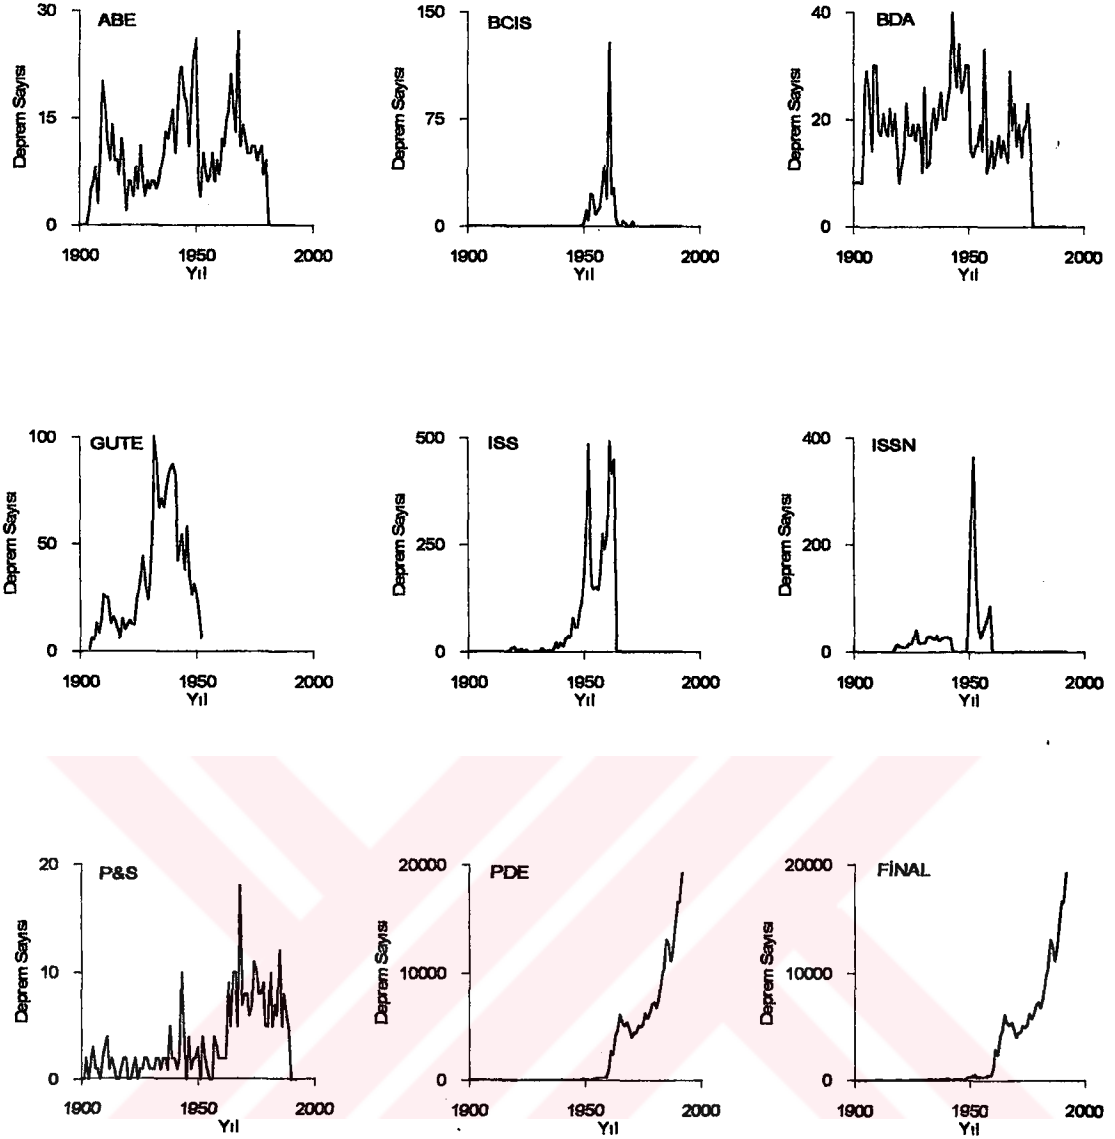 ABE
30
15
0
Deprem Sayısı
1900 1950 2000
Yıl
BCIS
150
75
0
Deprem Sayısı
1900 1950 2000
Yıl
BDA
40
20
0
Deprem Sayısı
1900 1950 2000
Yıl
GUTE
100
50
0
Deprem Sayısı
1900 1950 2000
Yıl
ISS
500
250
0
Deprem Sayısı
1900 1950 2000
Yıl
ISSN
400
200
0
Deprem Sayısı
1900 1950 2000
Yıl
P&S
20
10
0
Deprem Sayısı
1900 1950 2000
Yıl
PDE
20000
10000
0
Deprem Sayısı
1900 1950 2000
Yıl
FİNAL
20000
10000
0
Deprem Sayısı
1900 1950 2000
Yıl